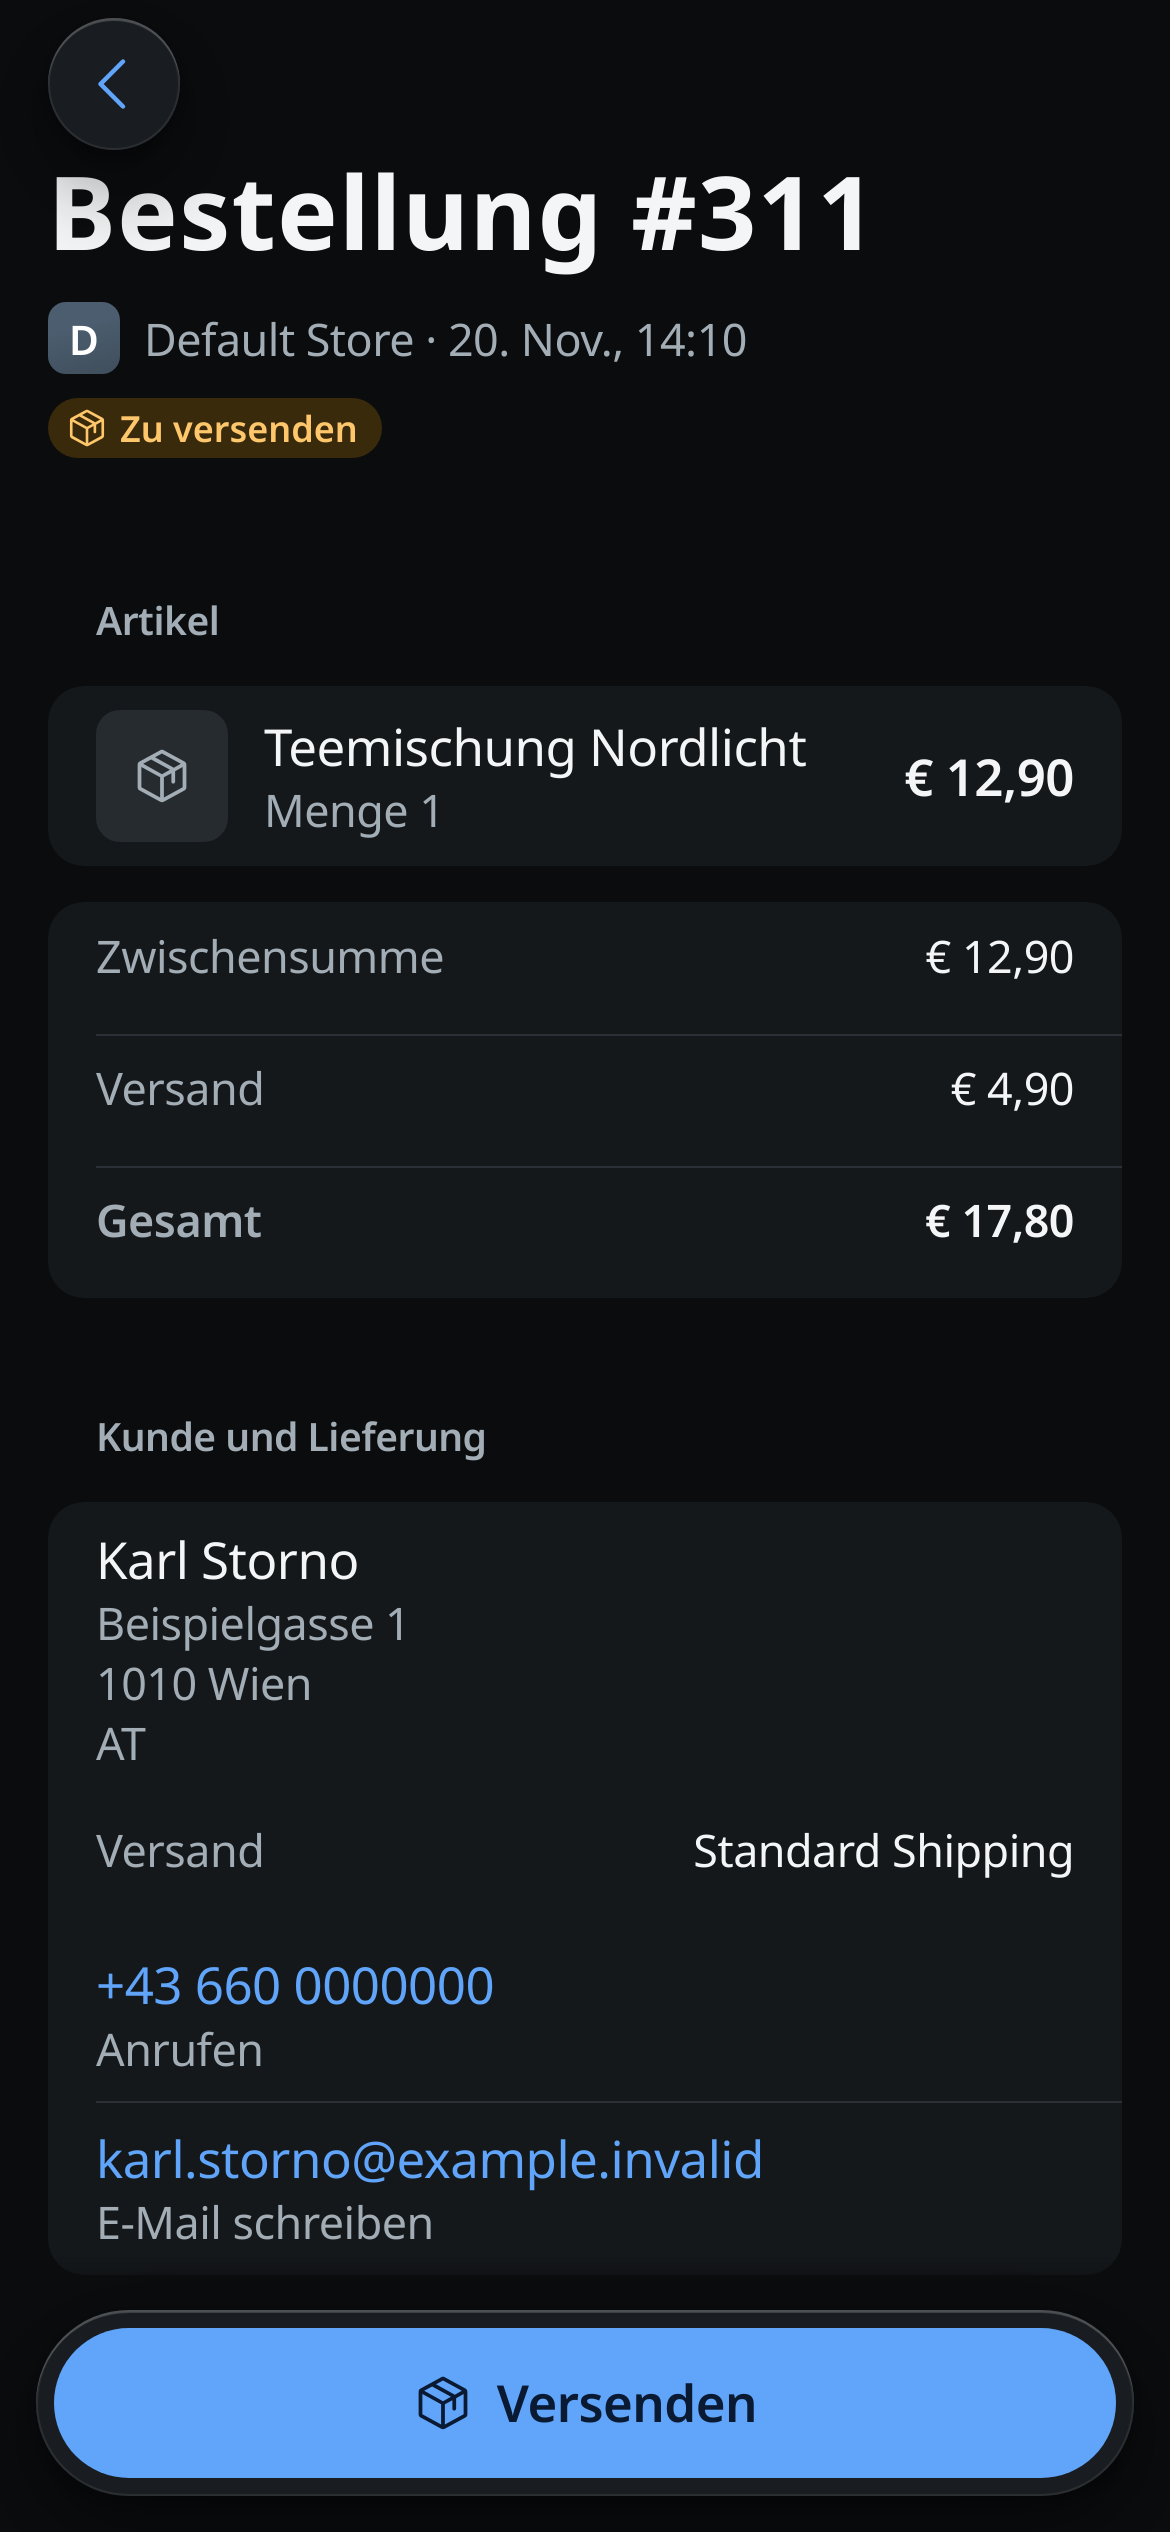 Bestellung #311
D Default Store · 20. Nov., 14:10
Zu versenden
Artikel
Teemischung Nordlicht
Menge 1
€ 12,90
Zwischensumme € 12,90
Versand € 4,90
Gesamt € 17,80
Kunde und Lieferung
Karl Storno
Beispielgasse 1
1010 Wien
AT
Versand Standard Shipping
+43 660 0000000
Anrufen
karl.storno@example.invalid
E-Mail schreiben
Versenden